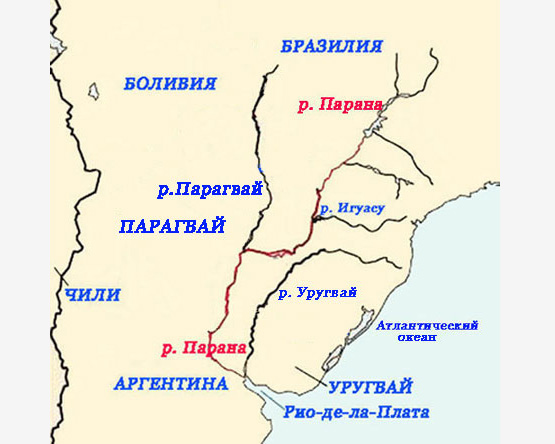 БРАЗИЛИЯ
БОЛИВИЯ
р. Парана
р.Парагвай
р. Игуасу
ПАРАГВАЙ
ЧИЛИ
р. Уругвай
Атлантический
океан
р. Парана
АРГЕНТИНА
УРУГВАЙ
Рио-де-ла-Плата